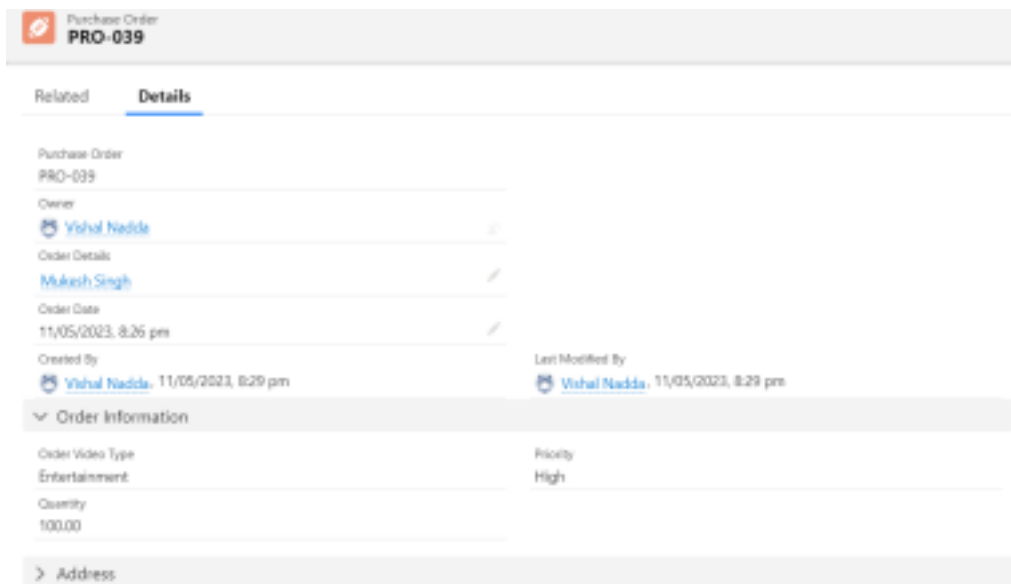 Purchase Order
PRO-039
Related Details
Purchase Order
PRO-039
Owner
Vishal Nadda
Order Details
Mukesh Singh
Order Date
11/05/2023, 8:26 pm
Created By Last Modified By
Vishal Nadda, 11/05/2023, 8:29 pm Vishal Nadda, 11/05/2023, 8:29 pm
Order Information
Order Video Type Priority
Entertainment High
Quantity
100.00
Address